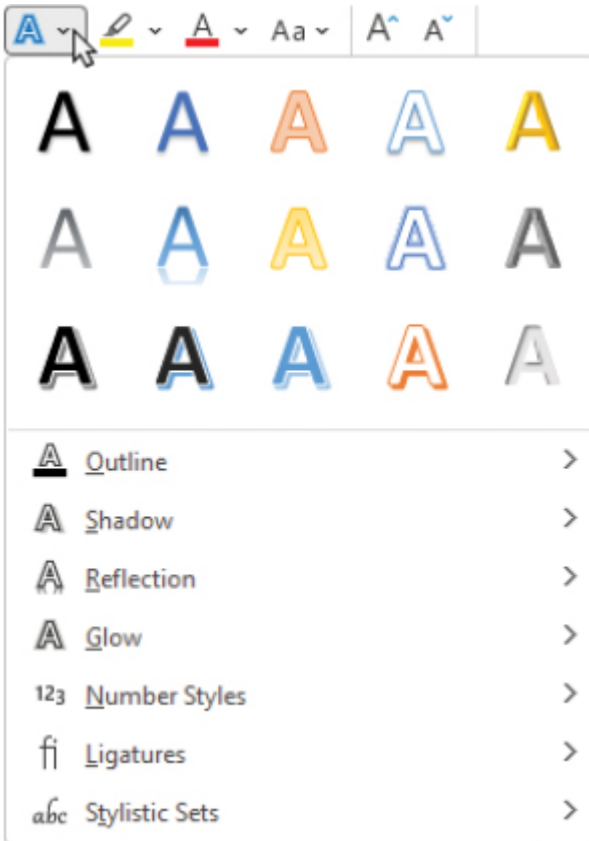 A A Aa A A
A A A A A
A A A A A
A A A A A
A Outline
A Shadow
A Reflection
A Glow
123 Number Styles
fi Ligatures
abc Stylistic Sets